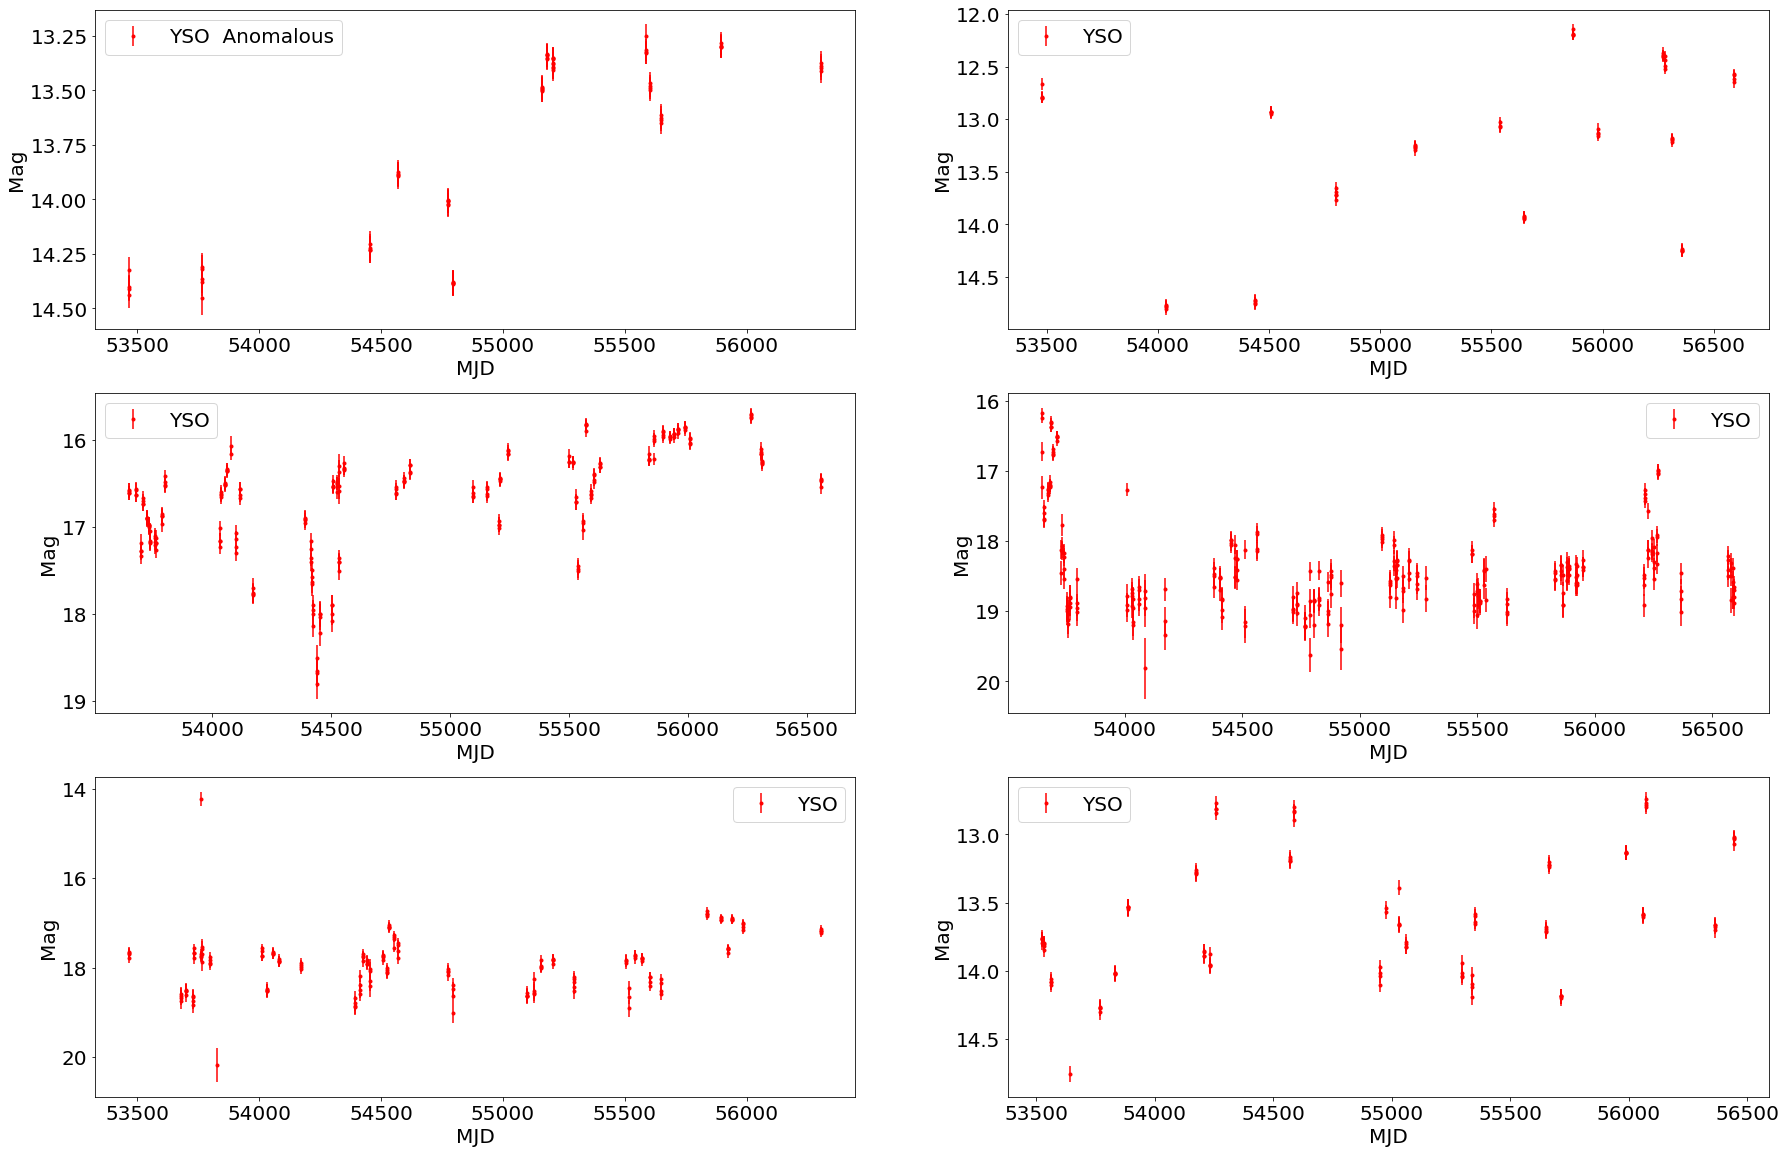 YSO  Anomalous
13.25
13.50
13.75
14.00
14.25
14.50
Mag
53500 54000 54500 55000 55500 56000
MJD
YSO
12.0
12.5
13.0
13.5
14.0
14.5
Mag
53500 54000 54500 55000 55500 56000 56500
MJD
YSO
16
17
18
19
Mag
54000 54500 55000 55500 56000 56500
MJD
YSO
16
17
18
19
20
Mag
54000 54500 55000 55500 56000 56500
MJD
YSO
14
16
18
20
Mag
53500 54000 54500 55000 55500 56000
MJD
YSO
13.0
13.5
14.0
14.5
Mag
53500 54000 54500 55000 55500 56000 56500
MJD